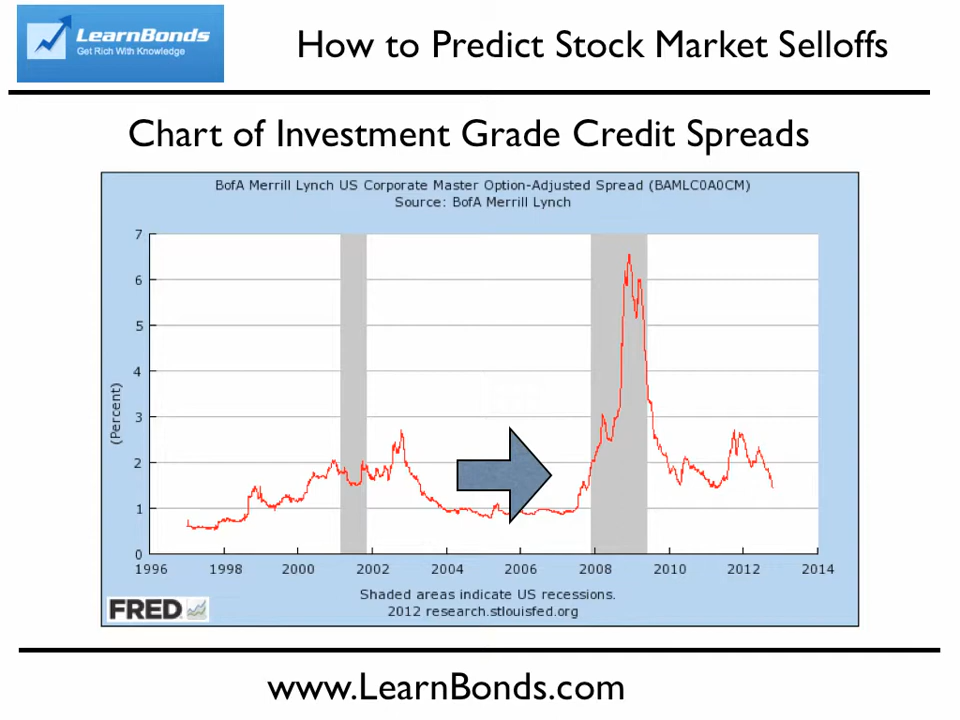 LearnBonds
Get Rich With Knowledge
How to Predict Stock Market Selloffs
Chart of Investment Grade Credit Spreads
BofA Merrill Lynch US Corporate Master Option-Adjusted Spread (BAMLC0A0CM)
Source: BofA Merrill Lynch
7
6
5
4
3
2
1
0
(Percent)
1996 1998 2000 2002 2004 2006 2008 2010 2012 2014
Shaded areas indicate US recessions.
2012 research.stlouisfed.org
FRED
www.LearnBonds.com